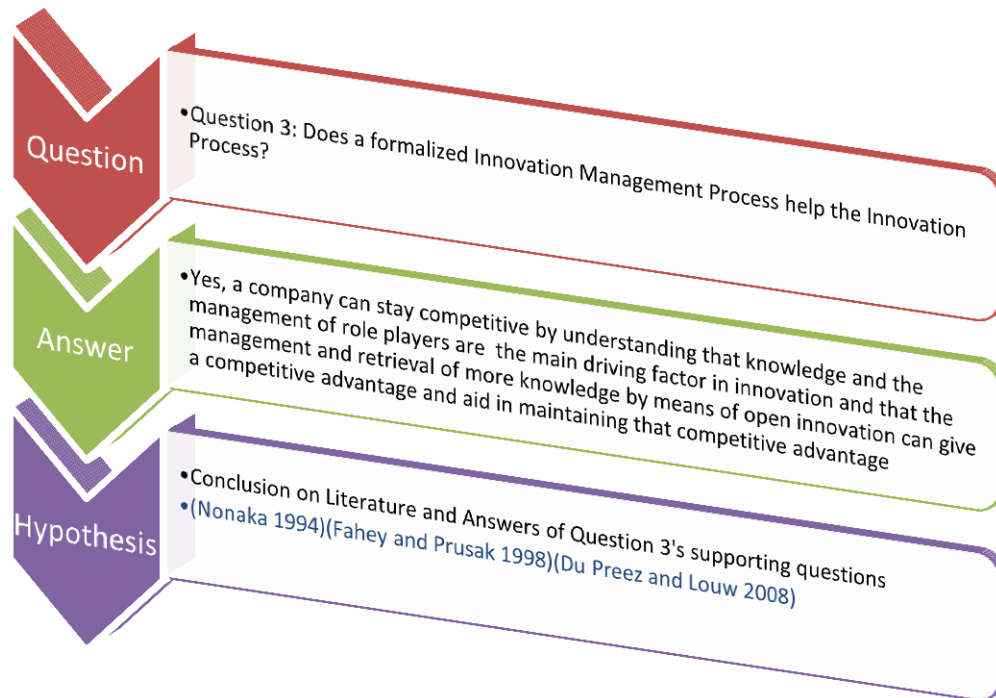 Question
•Question 3: Does a formalized Innovation Management Process help the Innovation
Process?
Answer
•Yes, a company can stay competitive by understanding that knowledge and the
management of role players are the main driving factor in innovation and that the
management and retrieval of more knowledge by means of open innovation can give
a competitive advantage and aid in maintaining that competitive advantage
Hypothesis
•Conclusion on Literature and Answers of Question 3's supporting questions
•(Nonaka 1994)(Fahey and Prusak 1998)(Du Preez and Louw 2008)